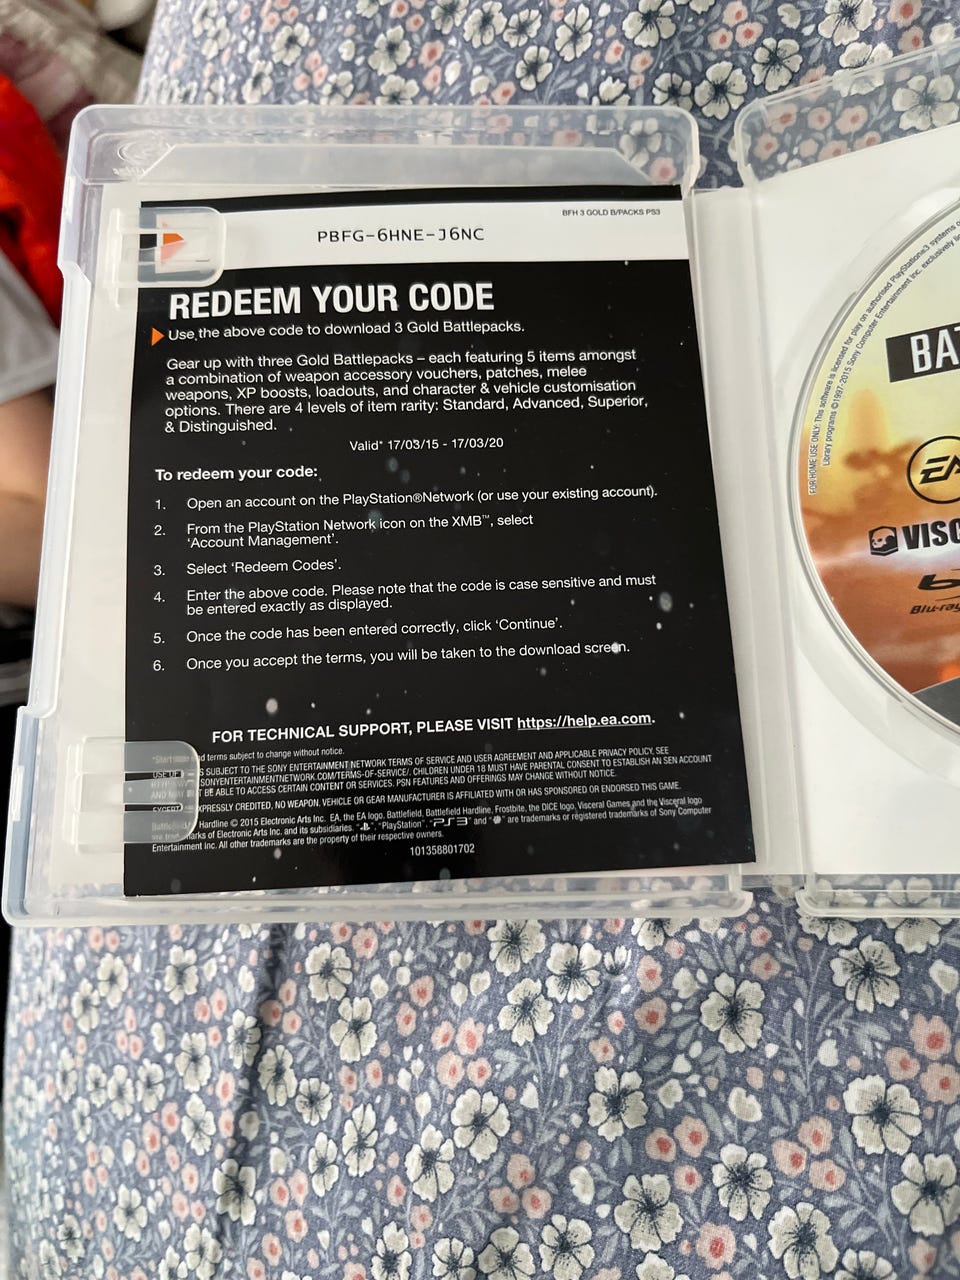 BFH 3 GOLD B/PACKS PS3
PBFG-6HNE-J6NC
REDEEM YOUR CODE
Use the above code to download 3 Gold Battlepacks.
Gear up with three Gold Battlepacks – each featuring 5 items amongst
a combination of weapon accessory vouchers, patches, melee
weapons, XP boosts, loadouts, and character & vehicle customisation
options. There are 4 levels of item rarity: Standard, Advanced, Superior,
& Distinguished.
Valid* 17/03/15 - 17/03/20
To redeem your code:
1. Open an account on the PlayStation®Network (or use your existing account).
2. From the PlayStation Network icon on the XMB™, select
‘Account Management’.
3. Select ‘Redeem Codes’.
4. Enter the above code. Please note that the code is case sensitive and must
be entered exactly as displayed.
5. Once the code has been entered correctly, click ‘Continue’.
6. Once you accept the terms, you will be taken to the download screen.
FOR TECHNICAL SUPPORT, PLEASE VISIT https://help.ea.com.
terms subject to change without notice.
USE OF SUBJECT TO THE SONY ENTERTAINMENT NETWORK TERMS OF SERVICE AND USER AGREEMENT AND APPLICABLE PRIVACY POLICY. SEE
SONYENTERTAINMENTNETWORK.COM/TERMS-OF-SERVICE/. CHILDREN UNDER 18 MUST HAVE PARENTAL CONSENT TO ESTABLISH AN SEN ACCOUNT
AND MAY BE ABLE TO ACCESS CERTAIN CONTENT OR SERVICES. PSN FEATURES AND OFFERINGS MAY CHANGE WITHOUT NOTICE.
EXCEPT EXPRESSLY CREDITED, NO WEAPON, VEHICLE OR GEAR MANUFACTURER IS AFFILIATED WITH OR HAS SPONSORED OR ENDORSED THIS GAME.
Hardline © 2015 Electronic Arts Inc. EA, the EA logo, Battlefield, Battlefield Hardline, Frostbite, the DICE logo, Visceral Games and the Visceral logo
are trademarks of Electronic Arts Inc. and its subsidiaries. “ ”, “PlayStation”, “PS3” and “ ” are trademarks or registered trademarks of Sony Computer
Entertainment Inc. All other trademarks are the property of their respective owners.
101358801702
FOR HOME USE ONLY: This software is licensed for play on authorised PlayStation®3 systems
Library programs ©1997-2015 Sony Computer Entertainment Inc. exclusively
BAT
EA
VISC
Blu-ray